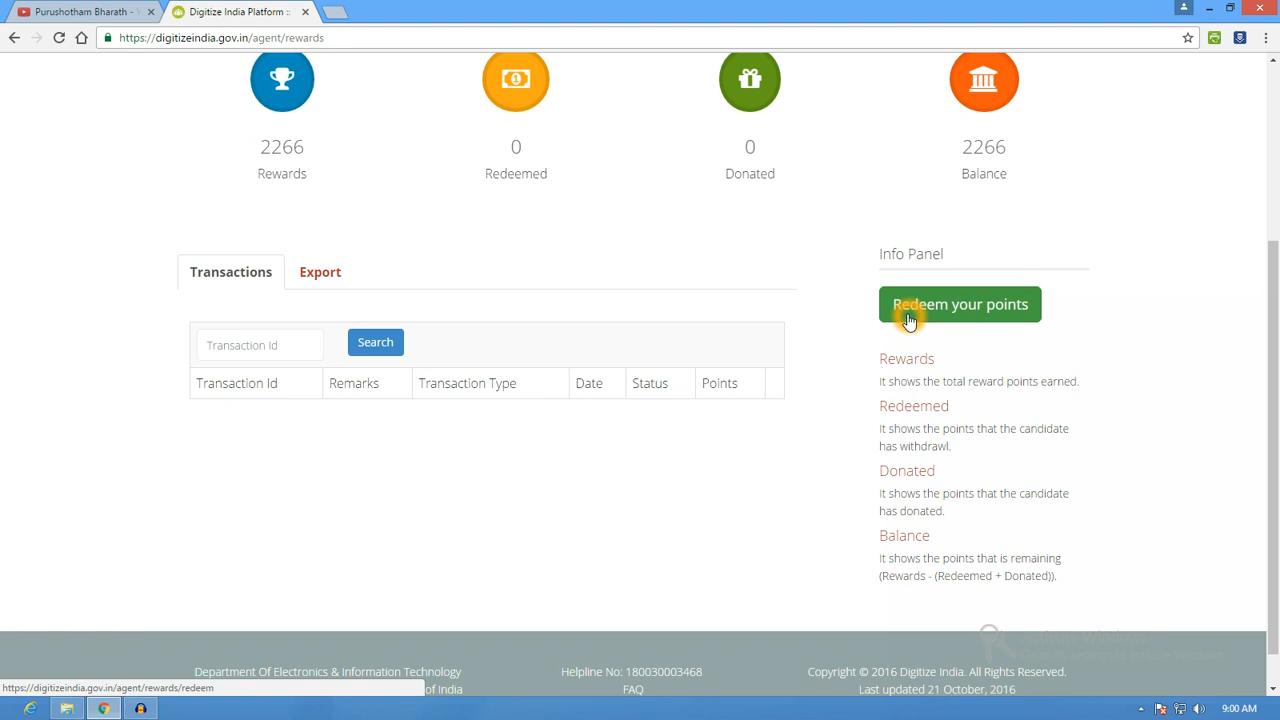 Purushotham Bharath -
Digitize India Platform ::
https://digitizeindia.gov.in/agent/rewards
2266
0
0
2266
Rewards
Redeemed
Donated
Balance
Info Panel
Transactions
Export
Redeem your points
Transaction Id
Search
Transaction Id
Remarks
Transaction Type
Date
Status
Points
Rewards
It shows the total reward points earned.
Redeemed
It shows the points that the candidate
has withdrawl.
Donated
It shows the points that the candidate
has donated.
Balance
It shows the points that is remaining
(Rewards - (Redeemed + Donated)).
Department Of Electronics & Information Technology
Helpline No: 180030003468
Copyright © 2016 Digitize India. All Rights Reserved.
https://digitizeindia.gov.in/agent/rewards/redeem
of India
FAQ
Last updated 21 October, 2016
9:00 AM